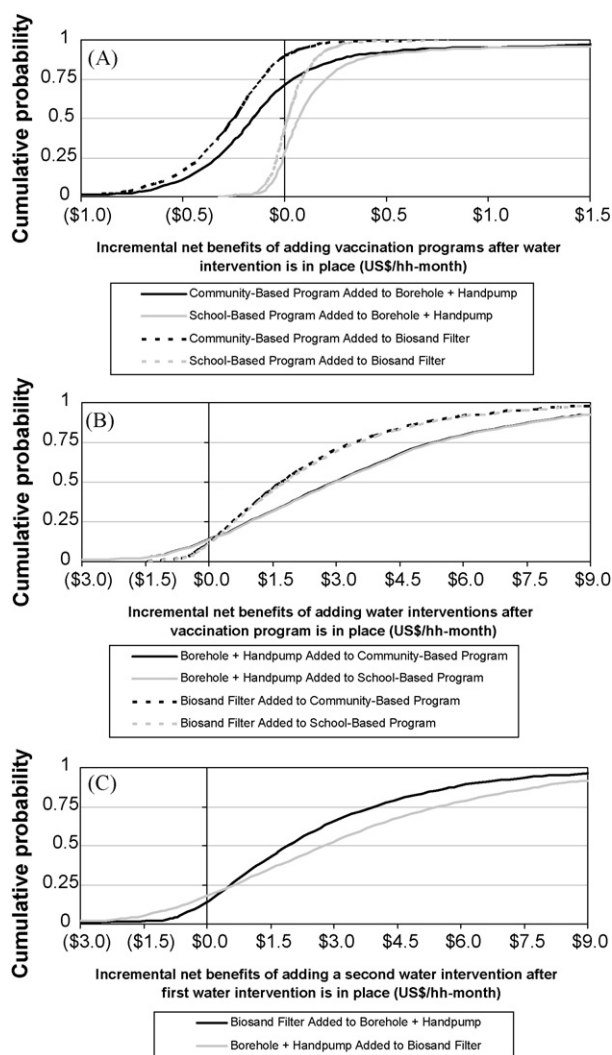 (A)
Cumulative probability
1
0.75
0.5
0.25
0
($1.0) ($0.5) $0.0 $0.5 $1.0 $1.5
Incremental net benefits of adding vaccination programs after water
intervention is in place (US$/hh-month)
Community-Based Program Added to Borehole + Handpump
School-Based Program Added to Borehole + Handpump
Community-Based Program Added to Biosand Filter
School-Based Program Added to Biosand Filter
(B)
Cumulative probability
1
0.75
0.5
0.25
0
($3.0) ($1.5) $0.0 $1.5 $3.0 $4.5 $6.0 $7.5 $9.0
Incremental net benefits of adding water interventions after
vaccination program is in place (US$/hh-month)
Borehole + Handpump Added to Community-Based Program
Borehole + Handpump Added to School-Based Program
Biosand Filter Added to Community-Based Program
Biosand Filter Added to School-Based Program
(C)
Cumulative probability
1
0.75
0.5
0.25
0
($3.0) ($1.5) $0.0 $1.5 $3.0 $4.5 $6.0 $7.5 $9.0
Incremental net benefits of adding a second water intervention after
first water intervention is in place (US$/hh-month)
Biosand Filter Added to Borehole + Handpump
Borehole + Handpump Added to Biosand Filter